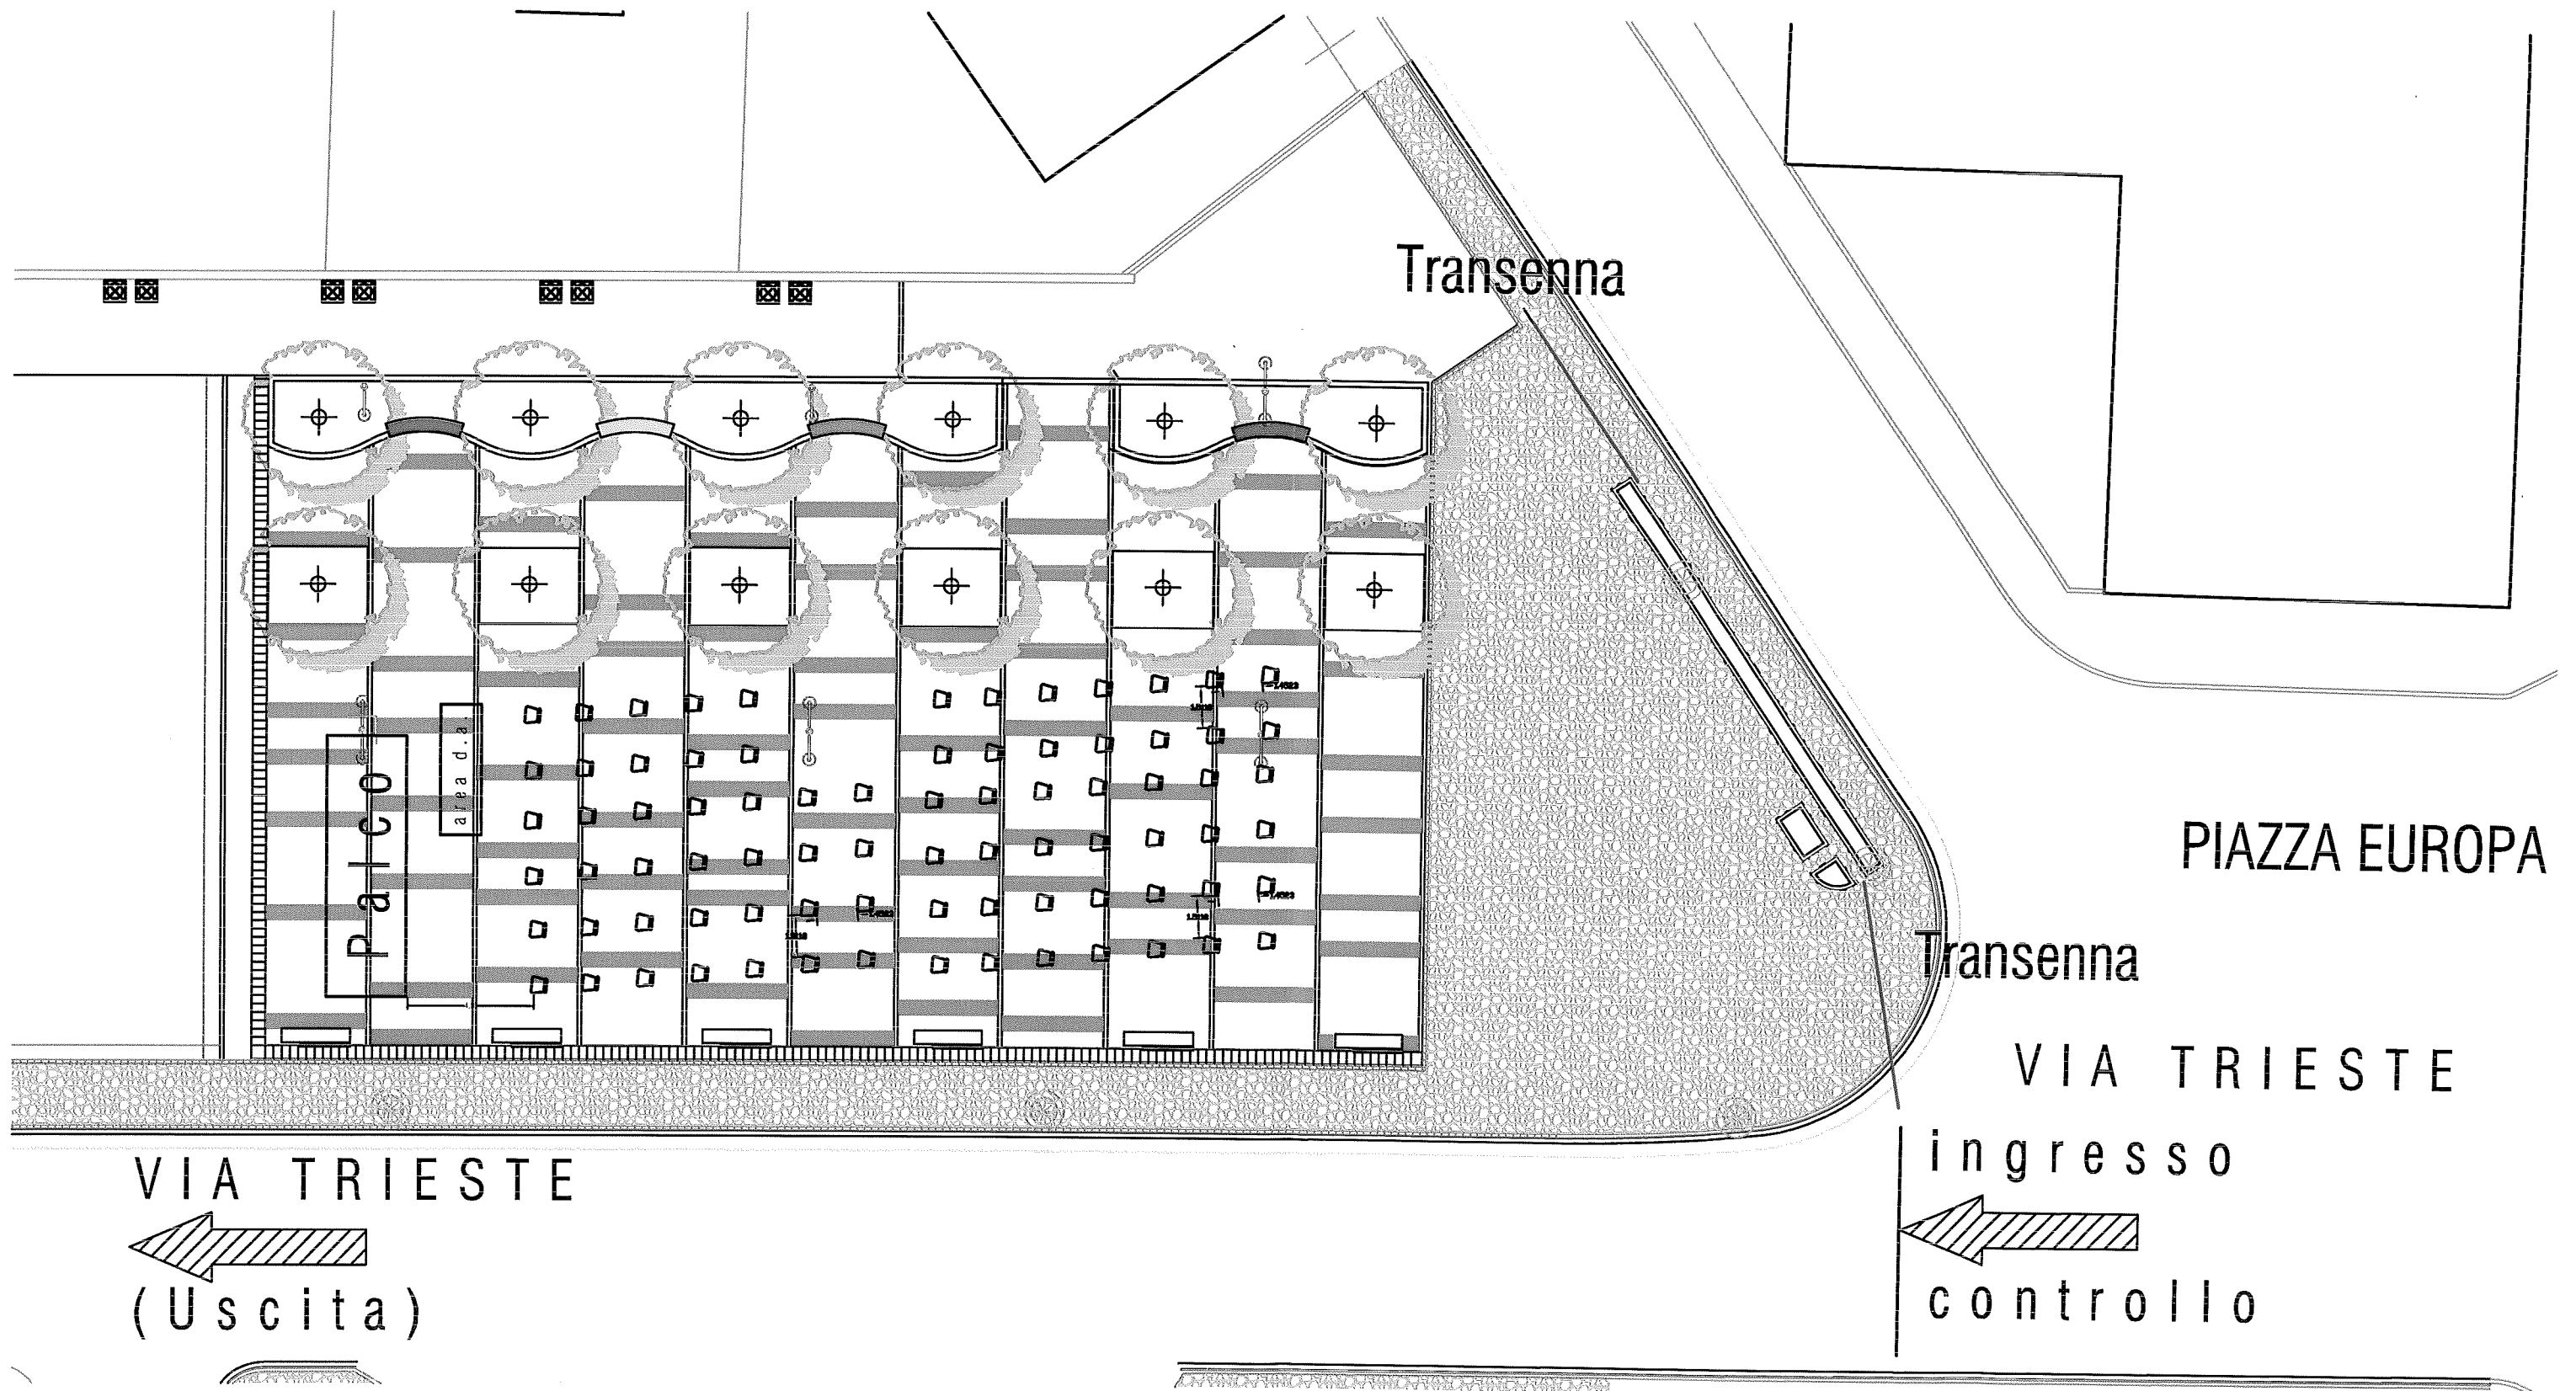 Transenna
area d.a.
Palco
PIAZZA EUROPA
Transenna
VIA TRIESTE
ingresso
controllo
VIA TRIESTE
(Uscita)